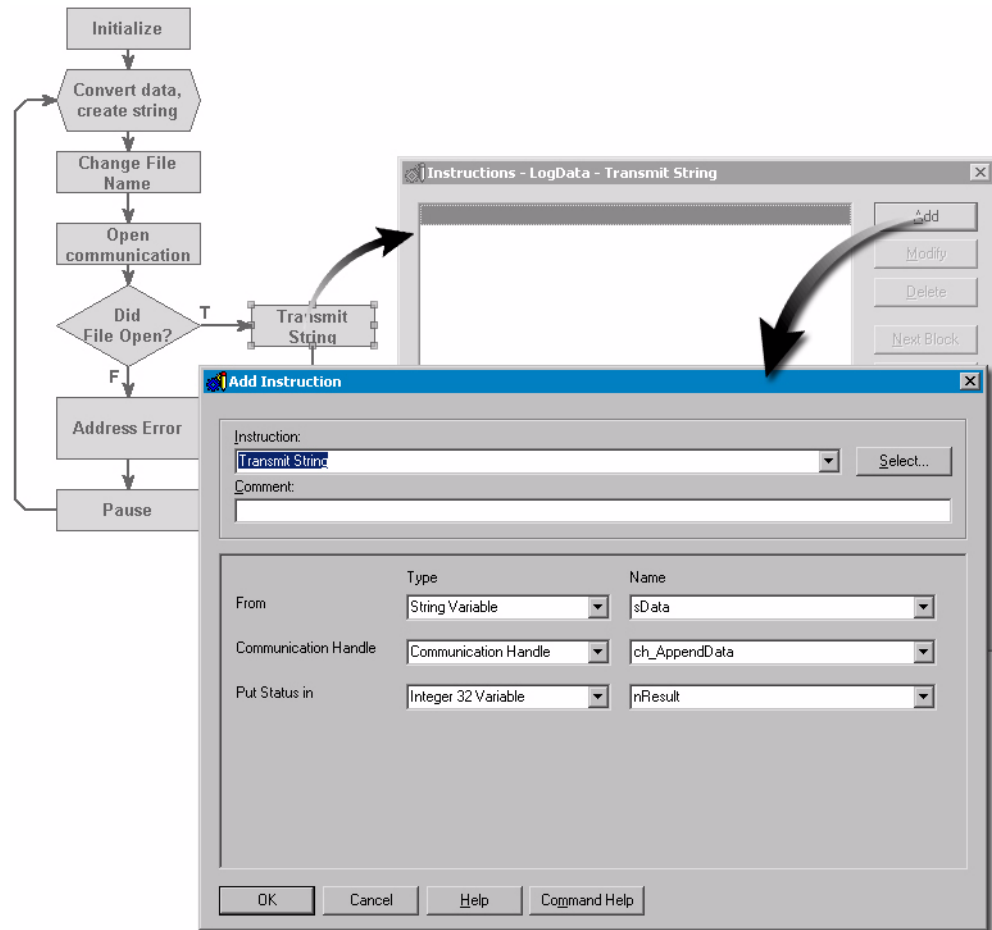 Initialize
Convert data,
create string
Change File
Name
Open
communication
Did
File Open?
T
F
Transmit
String
Address Error
Pause
Instructions - LogData - Transmit String
Add
Modify
Delete
Next Block
Add Instruction
Instruction:
Transmit String
Select...
Comment:
Type
Name
From
String Variable
sData
Communication Handle
Communication Handle
ch_AppendData
Put Status in
Integer 32 Variable
nResult
OK
Cancel
Help
Command Help